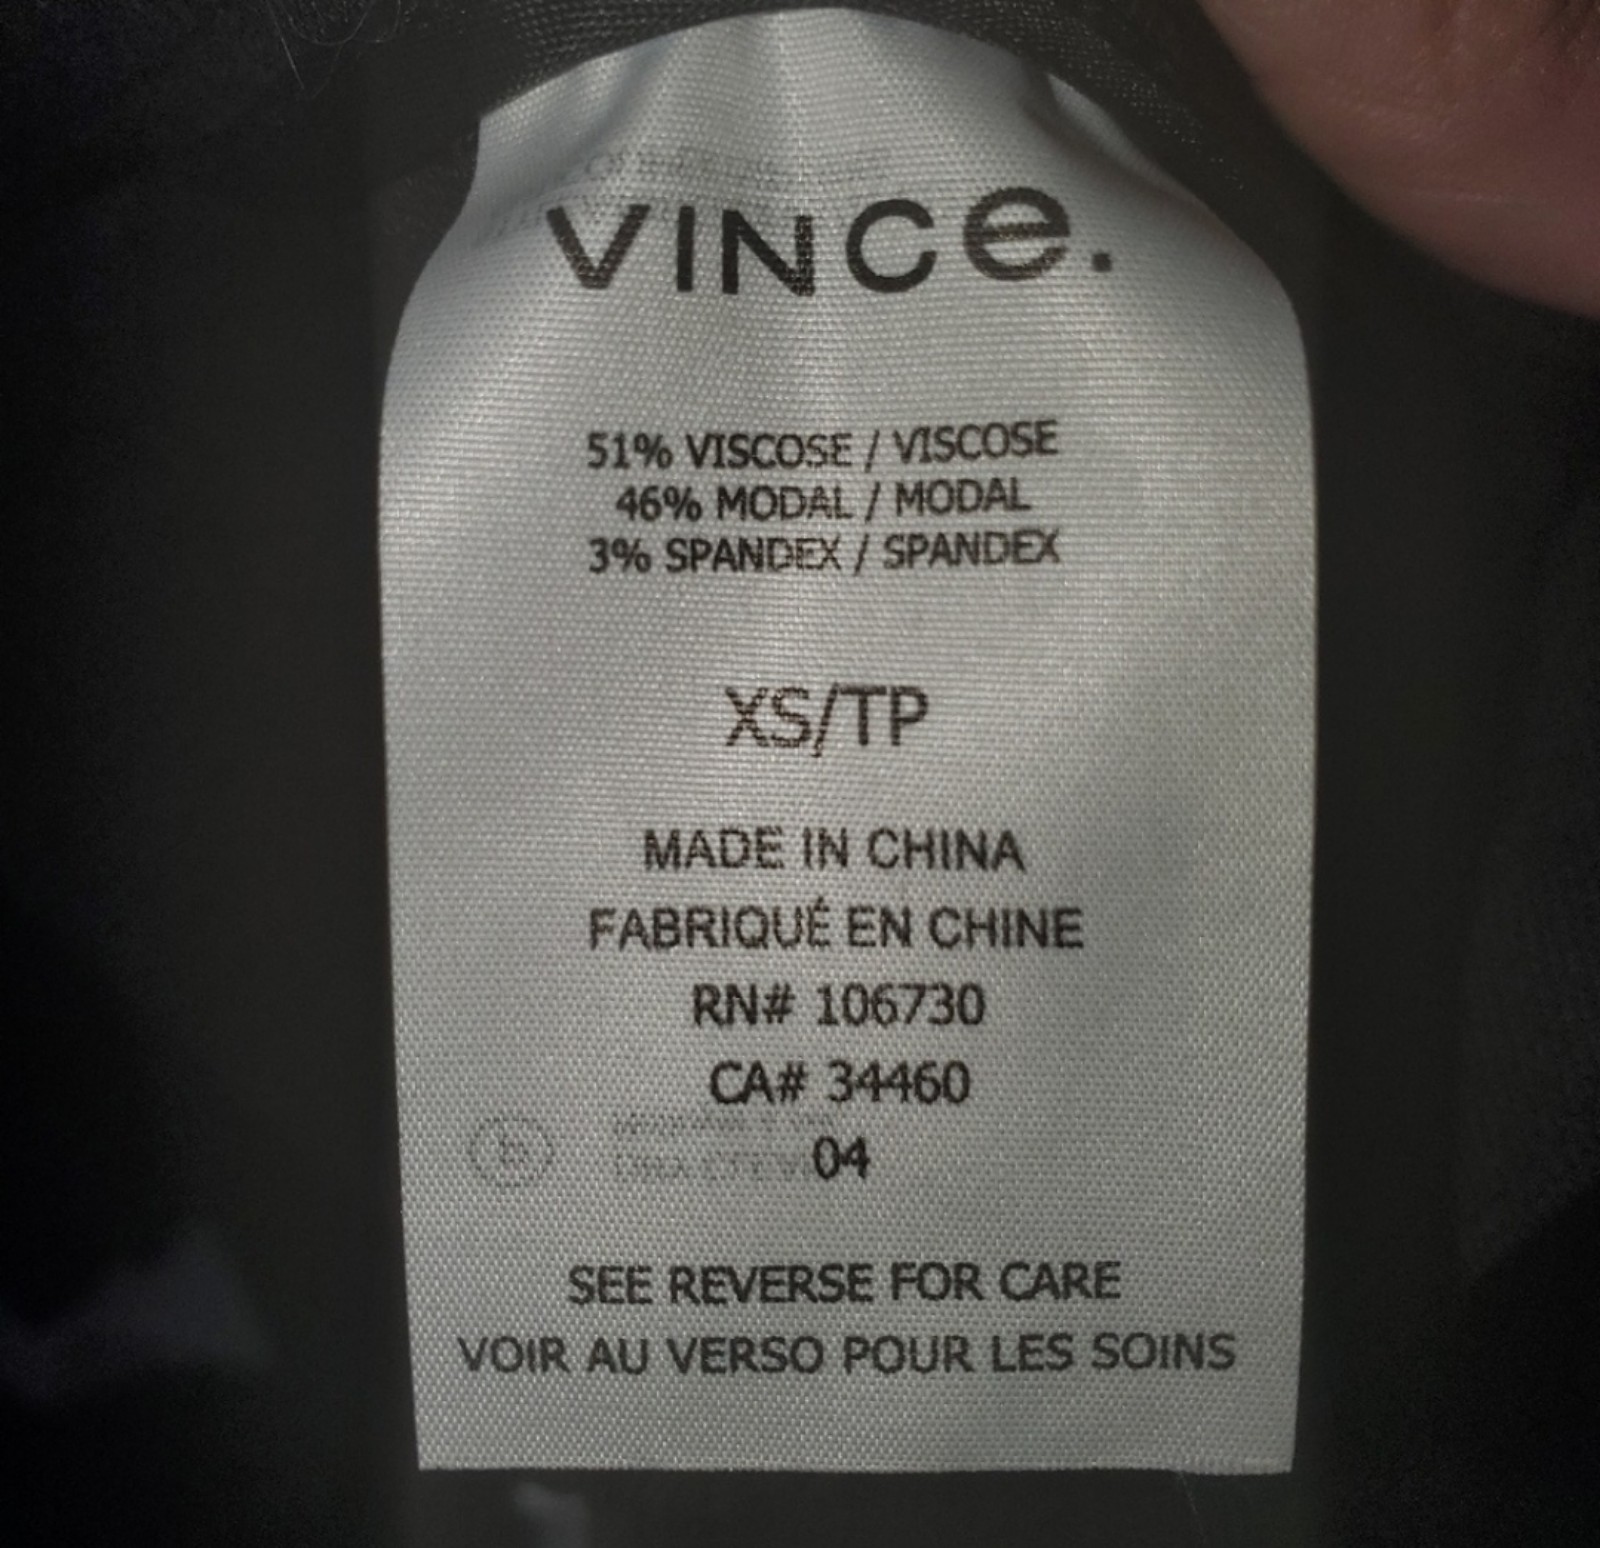 VINCe.
51% VISCOSE / VISCOSE
46% MODAL / MODAL
3% SPANDEX / SPANDEX
XS/TP
MADE IN CHINA
FABRIQUÉ EN CHINE
RN# 106730
CA# 34460
04
SEE REVERSE FOR CARE
VOIR AU VERSO POUR LES SOINS